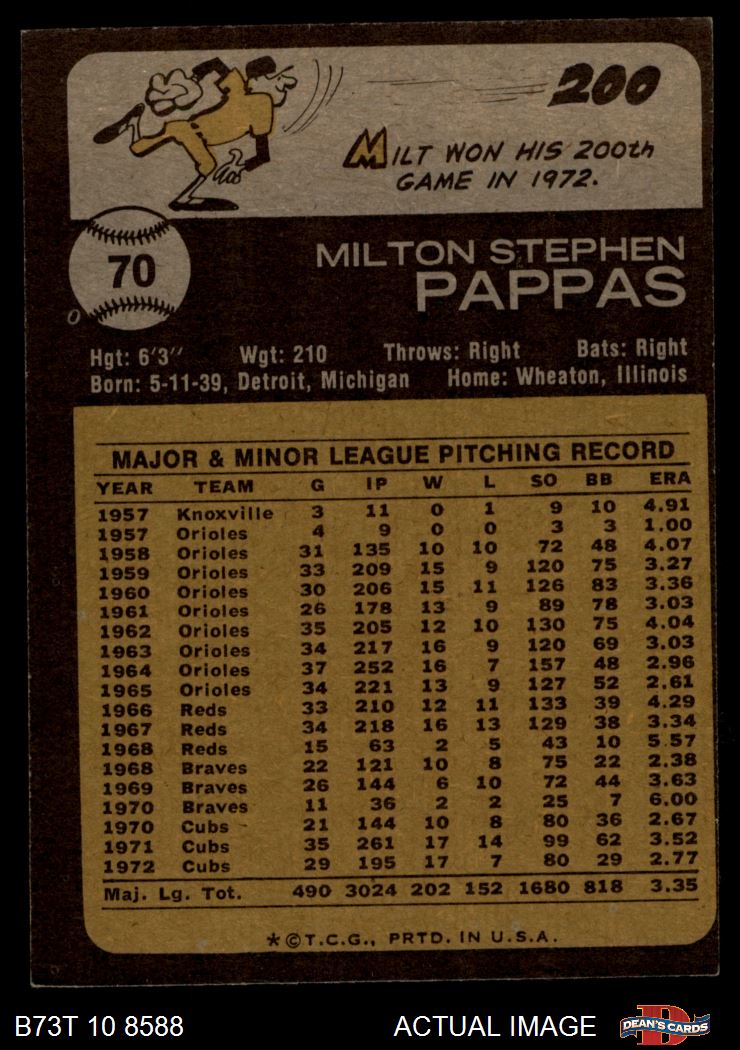 200
MILT WON HIS 200th
GAME IN 1972.
70
MILTON STEPHEN
PAPPAS
Hgt: 6'3" Wgt: 210 Throws: Right Bats: Right
Born: 5-11-39, Detroit, Michigan Home: Wheaton, Illinois
MAJOR & MINOR LEAGUE PITCHING RECORD
YEAR TEAM G IP W L SO BB ERA
1957 Knoxville 3 11 0 1 9 10 4.91
1957 Orioles 4 9 0 0 3 3 1.00
1958 Orioles 31 135 10 10 72 48 4.07
1959 Orioles 33 209 15 9 120 75 3.27
1960 Orioles 30 206 15 11 126 83 3.36
1961 Orioles 26 178 13 9 89 78 3.03
1962 Orioles 35 205 12 10 130 75 4.04
1963 Orioles 34 217 16 9 120 69 3.03
1964 Orioles 37 252 16 7 157 48 2.96
1965 Orioles 34 221 13 9 127 52 2.61
1966 Reds 33 210 12 11 133 39 4.29
1967 Reds 34 218 16 13 129 38 3.34
1968 Reds 15 63 2 5 43 10 5.57
1968 Braves 22 121 10 8 75 22 2.38
1969 Braves 26 144 6 10 72 44 3.63
1970 Braves 11 36 2 2 25 7 6.00
1970 Cubs 21 144 10 8 80 36 2.67
1971 Cubs 35 261 17 14 99 62 3.52
1972 Cubs 29 195 17 7 80 29 2.77
Maj. Lg. Tot. 490 3024 202 152 1680 818 3.35
*©T.C.G., PRTD. IN U.S.A.
B73T 10 8588 ACTUAL IMAGE DEAN'S CARDS